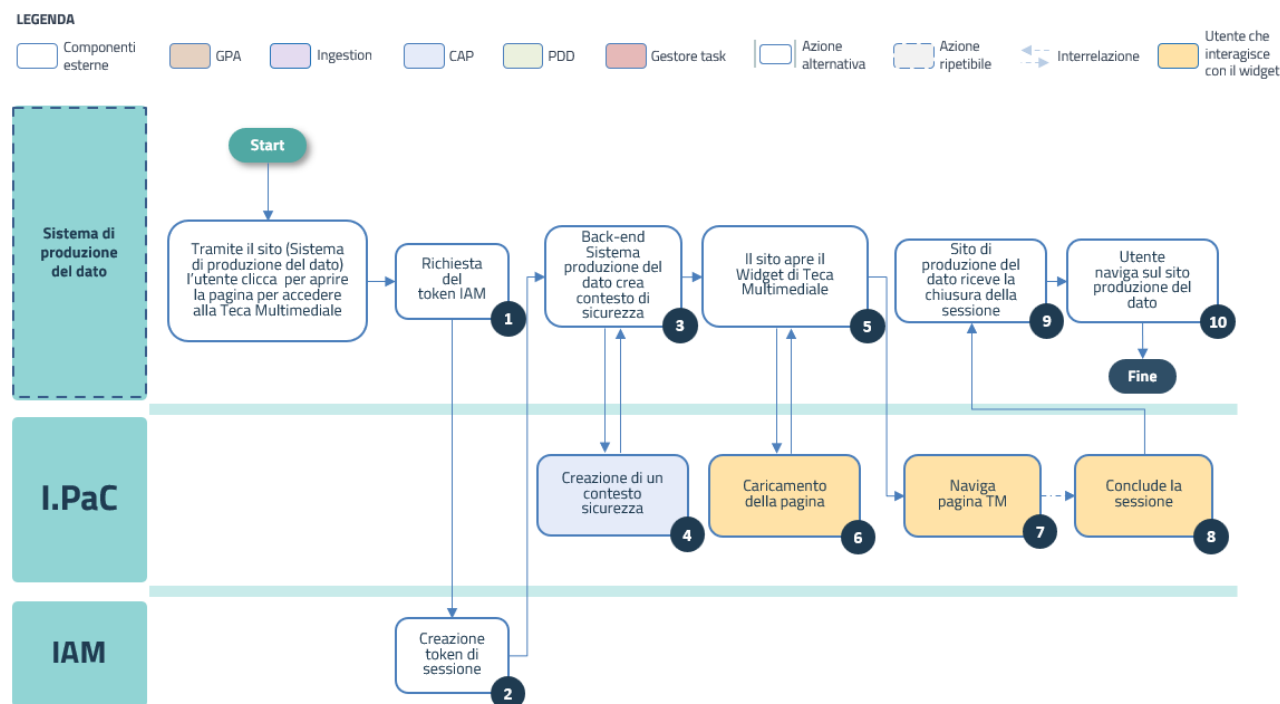 LEGENDA
Componenti
esterne
GPA
Ingestion
CAP
PDD
Gestore task
Azione
alternativa
Azione
ripetibile
Interrelazione
Utente che
interagisce
con il widget
Sistema di
produzione
del dato
Start
Tramite il sito (Sistema
di produzione del dato)
l'utente clicca per aprire
la pagina per accedere
alla Teca Multimediale
Richiesta
del
token IAM
1
Back-end
Sistema
produzione del
dato crea
contesto di
sicurezza
3
Il sito apre il
Widget di Teca
Multimediale
5
Sito di
produzione del
dato riceve la
chiusura della
sessione
9
Utente
naviga sul sito
produzione del
dato
10
Fine
I.PaC
Creazione di un
contesto
sicurezza
4
Caricamento
della pagina
6
Naviga
pagina TM
7
Conclude la
sessione
8
IAM
Creazione
token di
sessione
2